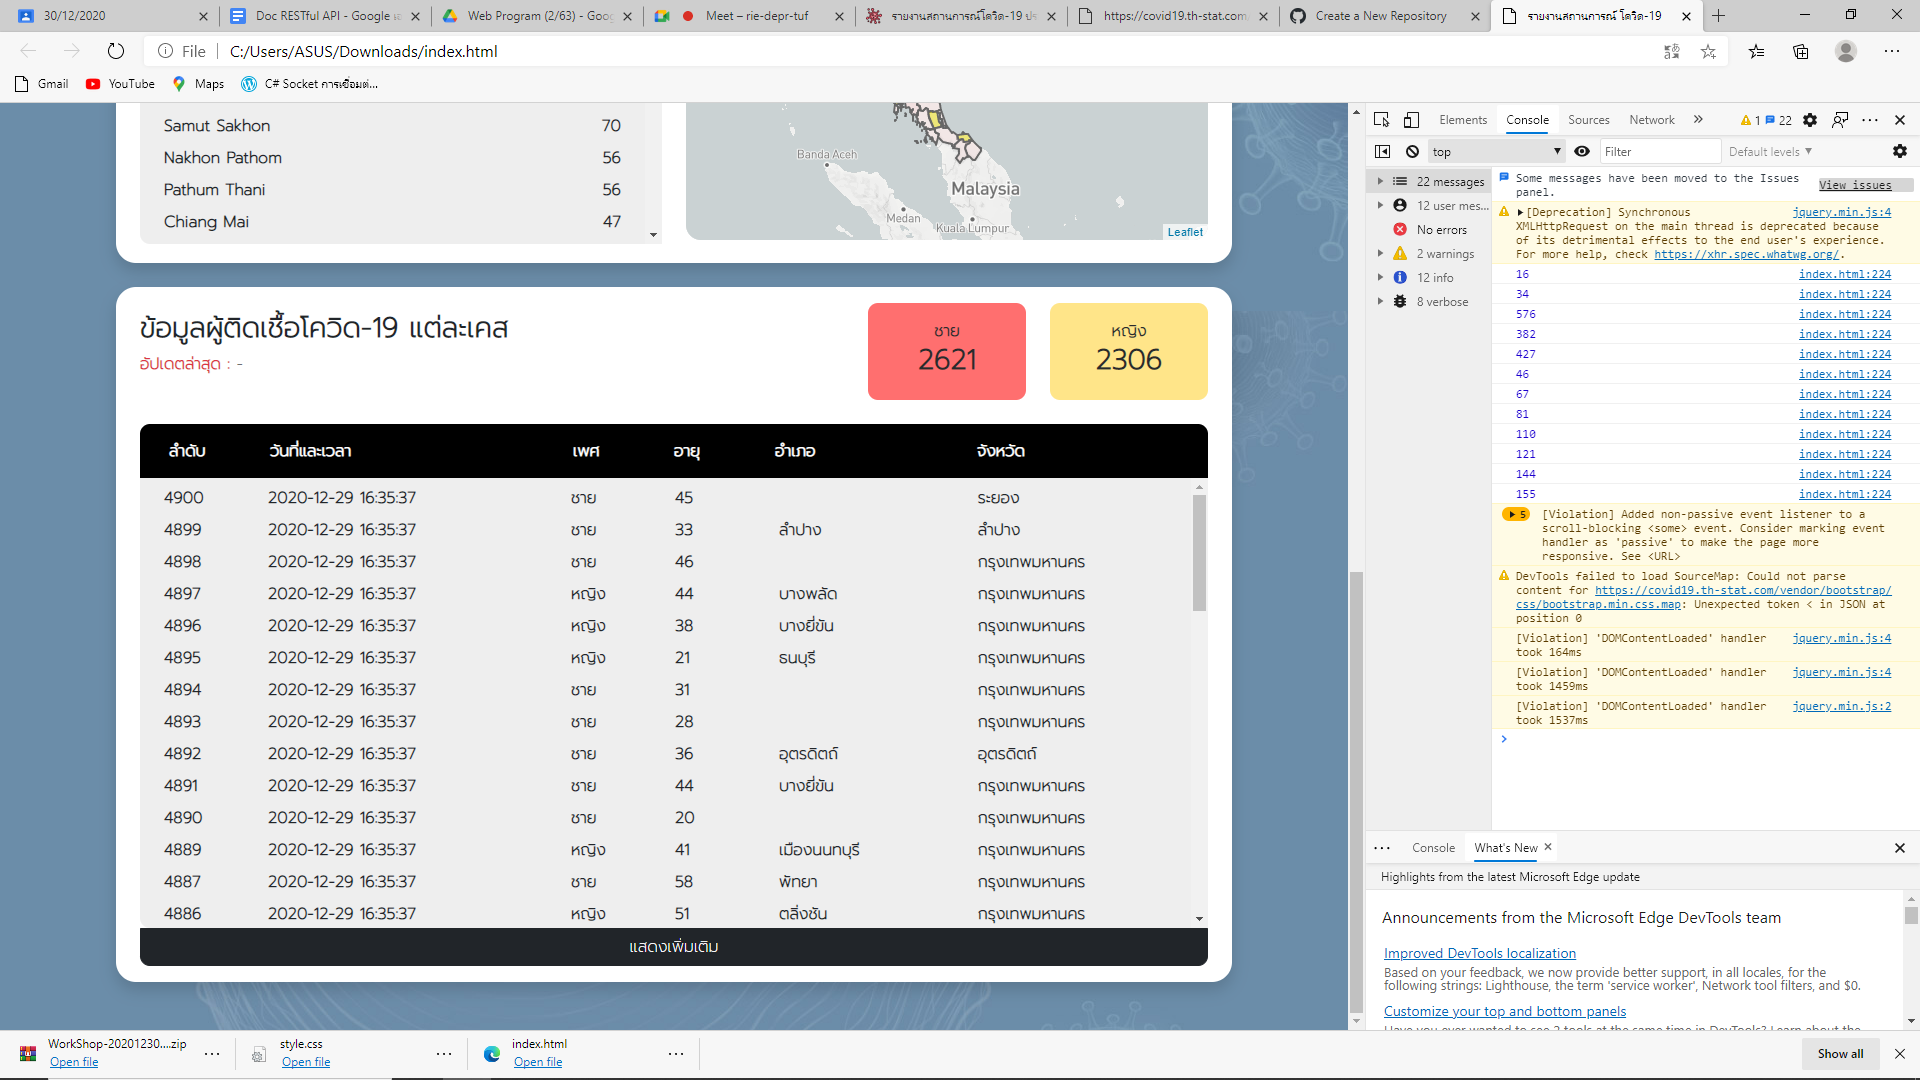 30/12/2020
Doc RESTful API - Google เอ
Web Program (2/63) - Goog
Meet – rie-depr-tuf
รายงานสถานการณ์โควิด-19 ประ
https://covid19.th-stat.com
Create a New Repository
รายงานสถานการณ์ โควิด-19
File
C:/Users/ASUS/Downloads/index.html
Gmail
YouTube
Maps
C# Socket การเชื่อมต่...
Samut Sakhon 70
Nakhon Pathom 56
Pathum Thani 56
Chiang Mai 47
Banda Aceh
Malaysia
Medan
Kuala Lumpur
Leaflet
ข้อมูลผู้ติดเชื้อโควิด-19 แต่ละเคส
อัปเดตล่าสุด : -
ชาย
2621
หญิง
2306
ลำดับ วันที่และเวลา เพศ อายุ อำเภอ จังหวัด
4900 2020-12-29 16:35:37 ชาย 45 ระยอง
4899 2020-12-29 16:35:37 ชาย 33 ลำปาง ลำปาง
4898 2020-12-29 16:35:37 ชาย 46 กรุงเทพมหานคร
4897 2020-12-29 16:35:37 หญิง 44 บางพลัด กรุงเทพมหานคร
4896 2020-12-29 16:35:37 หญิง 38 บางยี่ขัน กรุงเทพมหานคร
4895 2020-12-29 16:35:37 หญิง 21 ธนบุรี กรุงเทพมหานคร
4894 2020-12-29 16:35:37 ชาย 31 กรุงเทพมหานคร
4893 2020-12-29 16:35:37 ชาย 28 กรุงเทพมหานคร
4892 2020-12-29 16:35:37 ชาย 36 อุตรดิตถ์ อุตรดิตถ์
4891 2020-12-29 16:35:37 ชาย 44 บางยี่ขัน กรุงเทพมหานคร
4890 2020-12-29 16:35:37 ชาย 20 กรุงเทพมหานคร
4889 2020-12-29 16:35:37 หญิง 41 เมืองนนทบุรี กรุงเทพมหานคร
4887 2020-12-29 16:35:37 ชาย 58 พัทยา กรุงเทพมหานคร
4886 2020-12-29 16:35:37 หญิง 51 ตลิ่งชัน กรุงเทพมหานคร
แสดงเพิ่มเติม
Elements Console Sources Network » 1 22
top Filter Default levels
22 messages
12 user mes...
No errors
2 warnings
12 info
8 verbose
Some messages have been moved to the Issues panel. View issues
[Deprecation] Synchronous jquery.min.js:4
XMLHttpRequest on the main thread is deprecated because
of its detrimental effects to the end user's experience.
For more help, check https://xhr.spec.whatwg.org/.
16 index.html:224
34 index.html:224
576 index.html:224
382 index.html:224
427 index.html:224
46 index.html:224
67 index.html:224
81 index.html:224
110 index.html:224
121 index.html:224
144 index.html:224
155 index.html:224
5 [Violation] Added non-passive event listener to a
scroll-blocking <some> event. Consider marking event
handler as 'passive' to make the page more
responsive. See <URL>
DevTools failed to load SourceMap: Could not parse
content for https://covid19.th-stat.com/vendor/bootstrap/
css/bootstrap.min.css.map: Unexpected token < in JSON at
position 0
[Violation] 'DOMContentLoaded' handler jquery.min.js:4
took 164ms
[Violation] 'DOMContentLoaded' handler jquery.min.js:4
took 1459ms
[Violation] 'DOMContentLoaded' handler jquery.min.js:2
took 1537ms
Console What's New
Highlights from the latest Microsoft Edge update
Announcements from the Microsoft Edge DevTools team
Improved DevTools localization
Based on your feedback, we now provide better support, in all locales, for the
following strings: Lighthouse, the term 'service worker', Network tool filters, and $0.
Customize your top and bottom panels
Have you ever wanted to see 2 tools at the same time in DevTools? Learn about the
WorkShop-20201230....zip
Open file
style.css
Open file
index.html
Open file
Show all